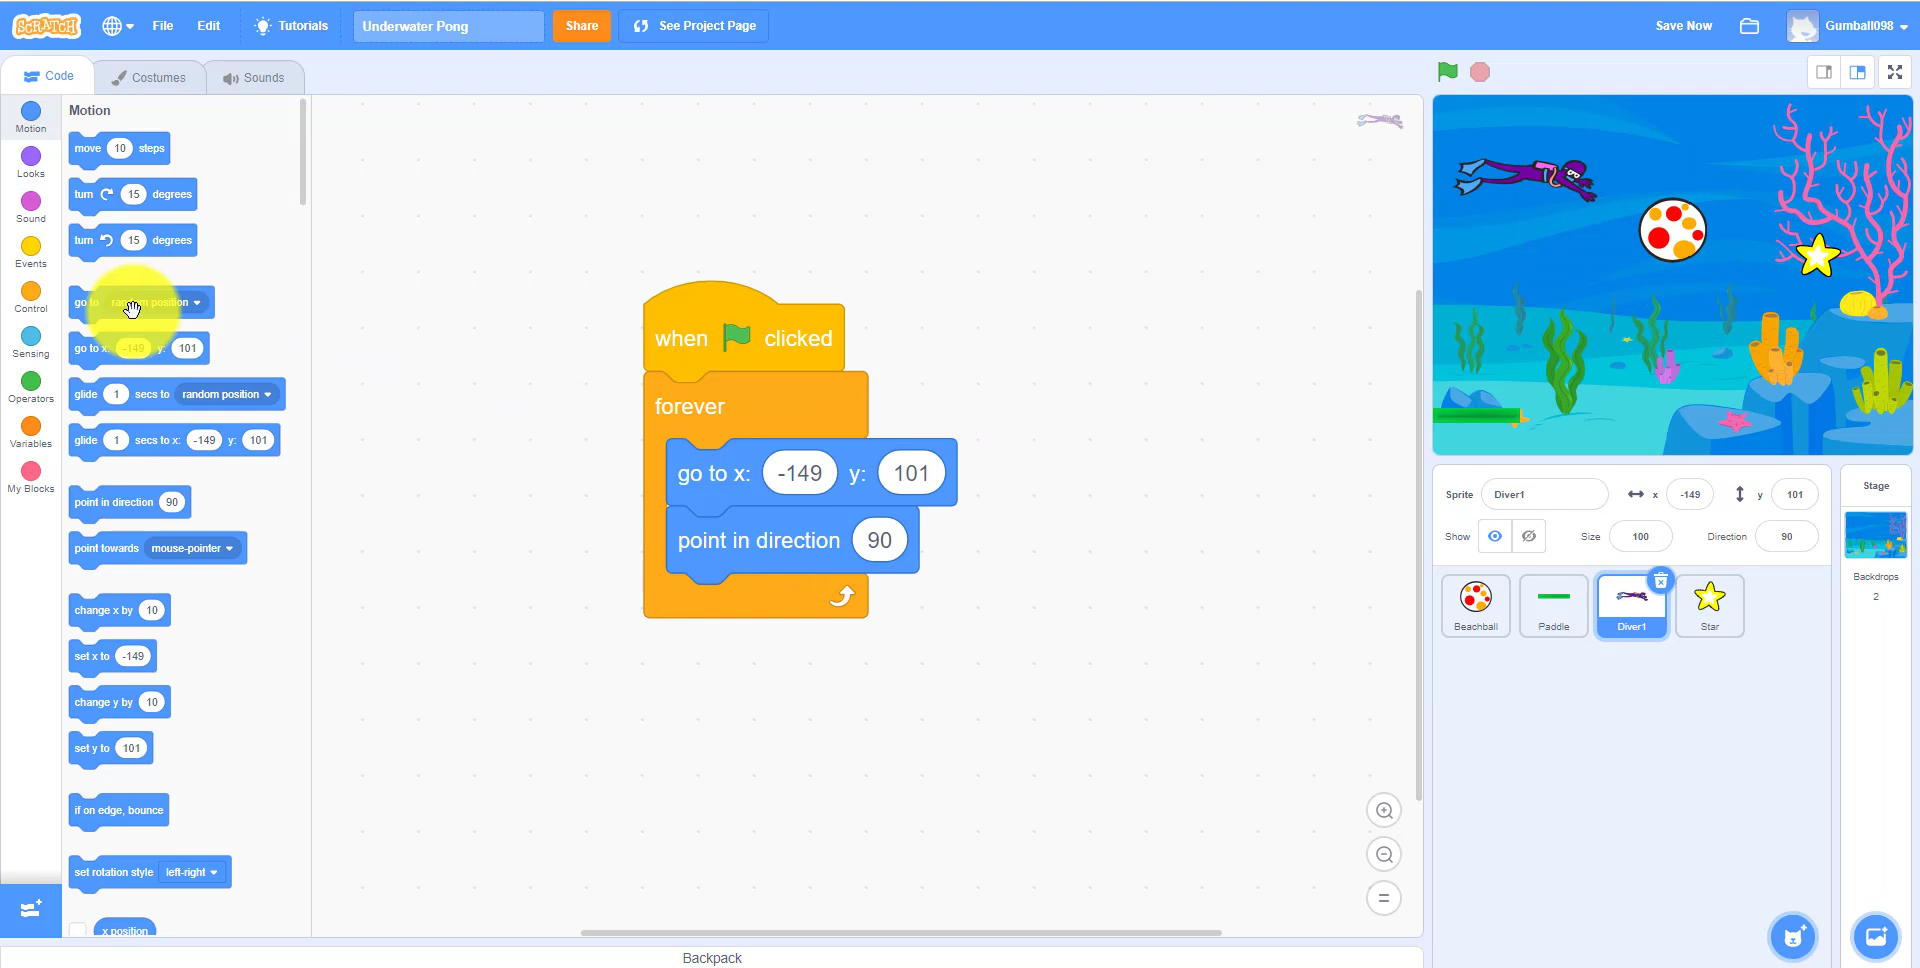 SCRATCH File Edit Tutorials Underwater Pong Share See Project Page Save Now Gumball098
Code Costumes Sounds
Motion
Looks
Sound
Events
Control
Sensing
Operators
Variables
My Blocks
Motion
move 10 steps
turn 15 degrees
turn 15 degrees
go to random position
go to x: -149 y: 101
glide 1 secs to random position
glide 1 secs to x: -149 y: 101
point in direction 90
point towards mouse-pointer
change x by 10
set x to -149
change y by 10
set y to 101
if on edge, bounce
set rotation style left-right
x position
when clicked
forever
go to x: -149 y: 101
point in direction 90
Backpack
Sprite Diver1 x -149 y 101
Show Size 100 Direction 90
Beachball Paddle Diver1 Star
Stage
Backdrops
2